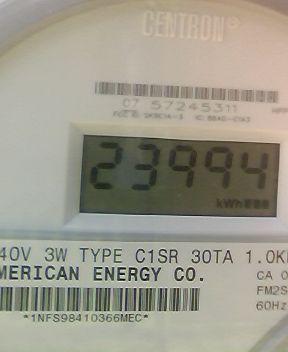 CENTRON®
07 57245311
23994
kWh
40V 3W TYPE C1SR 30TA 1.0K
MERICAN ENERGY CO.
CA 0
FM2S
60Hz
*1NFS98410366MEC*